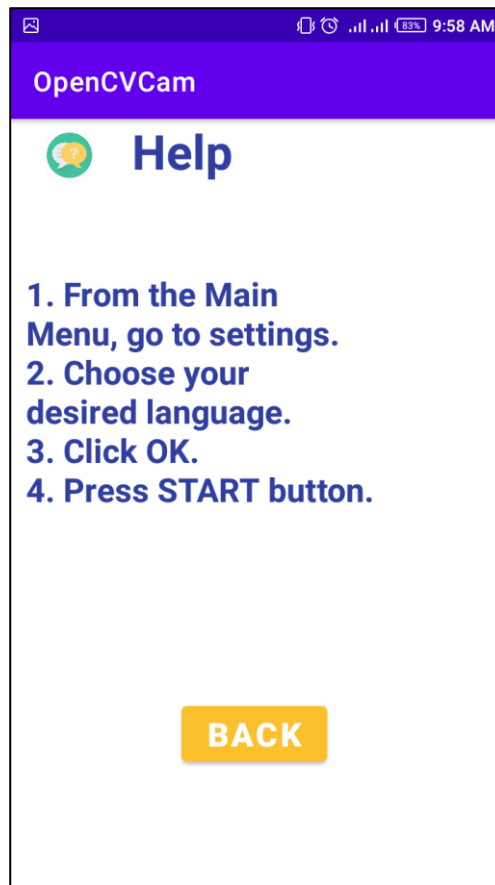 83% 9:58 AM
OpenCVCam
? Help
1. From the Main
Menu, go to settings.
2. Choose your
desired language.
3. Click OK.
4. Press START button.
BACK